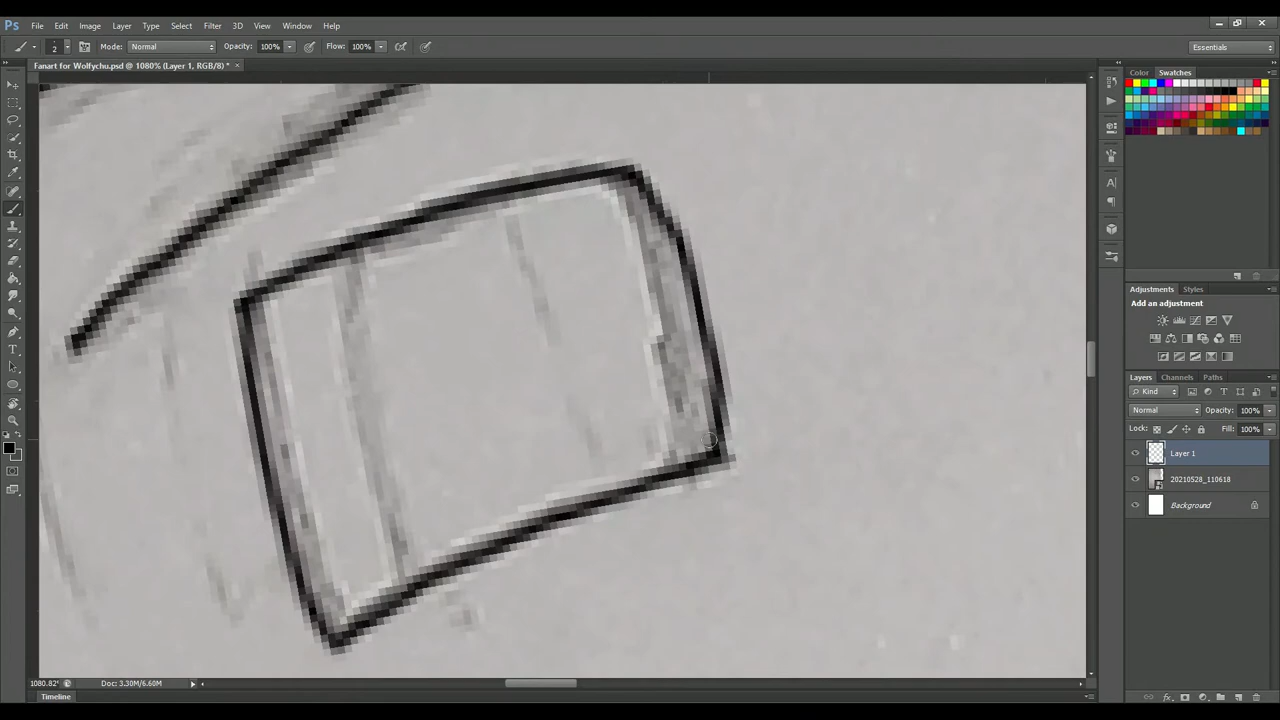 Ps File Edit Image Layer Type Select Filter 3D View Window Help
2 Mode: Normal Opacity: 100% Flow: 100% Essentials
Fanart for Wolfychu.psd @ 1080% (Layer 1, RGB/8) * ×
Color Swatches
Adjustments Styles
Add an adjustment
Layers Channels Paths
Kind
Normal Opacity: 100%
Lock: Fill: 100%
Layer 1
20210528_110618
Background
1080.82% Doc: 3.30M/6.60M
Timeline